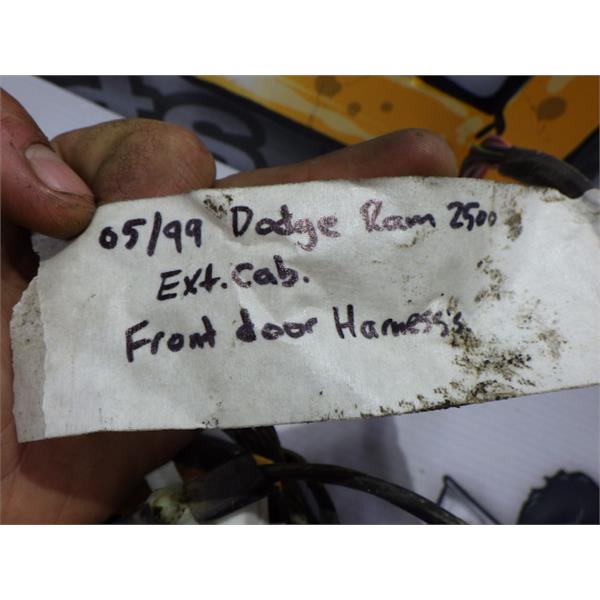 05/99 Dodge Ram 2500
Ext. Cab.
Front door Harness's